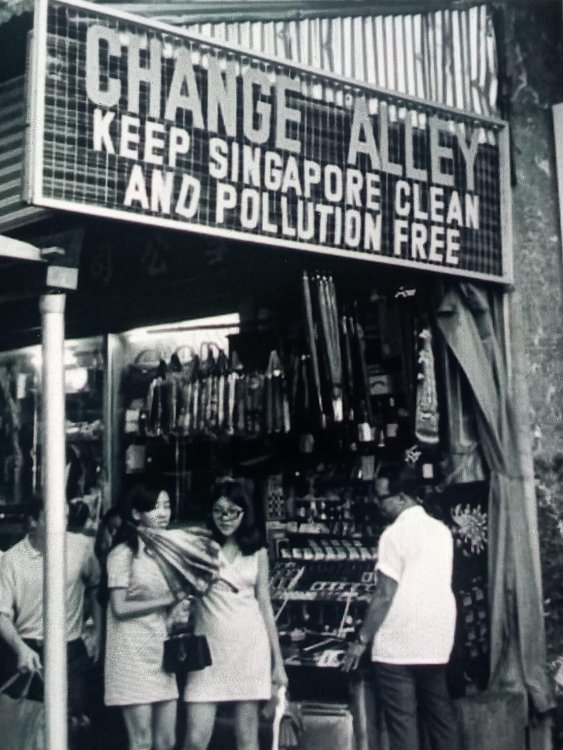 CHANGE ALLEY
KEEP SINGAPORE CLEAN
AND POLLUTION FREE